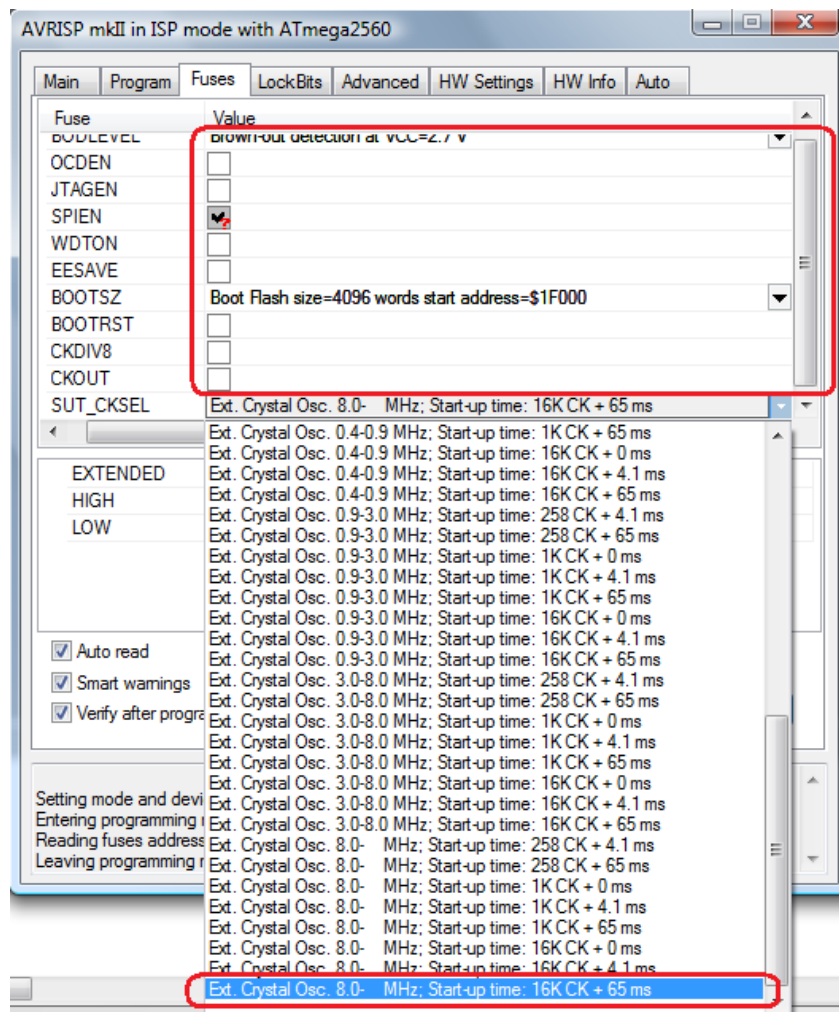 AVRISP mkII in ISP mode with ATmega2560
Main Program Fuses LockBits Advanced HW Settings HW Info Auto
Fuse Value
BODLEVEL Brown-out detection at VCC=2.7 V
OCDEN
JTAGEN
SPIEN
WDTON
EESAVE
BOOTSZ Boot Flash size=4096 words start address=$1F000
BOOTRST
CKDIV8
CKOUT
SUT_CKSEL Ext. Crystal Osc. 8.0- MHz; Start-up time: 16K CK + 65 ms
EXTENDED
HIGH
LOW
Auto read
Smart warnings
Verify after progra
Setting mode and devi
Entering programming
Reading fuses address
Leaving programming
Ext. Crystal Osc. 0.4-0.9 MHz; Start-up time: 1K CK + 65 ms
Ext. Crystal Osc. 0.4-0.9 MHz; Start-up time: 16K CK + 0 ms
Ext. Crystal Osc. 0.4-0.9 MHz; Start-up time: 16K CK + 4.1 ms
Ext. Crystal Osc. 0.4-0.9 MHz; Start-up time: 16K CK + 65 ms
Ext. Crystal Osc. 0.9-3.0 MHz; Start-up time: 258 CK + 4.1 ms
Ext. Crystal Osc. 0.9-3.0 MHz; Start-up time: 258 CK + 65 ms
Ext. Crystal Osc. 0.9-3.0 MHz; Start-up time: 1K CK + 0 ms
Ext. Crystal Osc. 0.9-3.0 MHz; Start-up time: 1K CK + 4.1 ms
Ext. Crystal Osc. 0.9-3.0 MHz; Start-up time: 1K CK + 65 ms
Ext. Crystal Osc. 0.9-3.0 MHz; Start-up time: 16K CK + 0 ms
Ext. Crystal Osc. 0.9-3.0 MHz; Start-up time: 16K CK + 4.1 ms
Ext. Crystal Osc. 0.9-3.0 MHz; Start-up time: 16K CK + 65 ms
Ext. Crystal Osc. 3.0-8.0 MHz; Start-up time: 258 CK + 4.1 ms
Ext. Crystal Osc. 3.0-8.0 MHz; Start-up time: 258 CK + 65 ms
Ext. Crystal Osc. 3.0-8.0 MHz; Start-up time: 1K CK + 0 ms
Ext. Crystal Osc. 3.0-8.0 MHz; Start-up time: 1K CK + 4.1 ms
Ext. Crystal Osc. 3.0-8.0 MHz; Start-up time: 1K CK + 65 ms
Ext. Crystal Osc. 3.0-8.0 MHz; Start-up time: 16K CK + 0 ms
Ext. Crystal Osc. 3.0-8.0 MHz; Start-up time: 16K CK + 4.1 ms
Ext. Crystal Osc. 3.0-8.0 MHz; Start-up time: 16K CK + 65 ms
Ext. Crystal Osc. 8.0- MHz; Start-up time: 258 CK + 4.1 ms
Ext. Crystal Osc. 8.0- MHz; Start-up time: 258 CK + 65 ms
Ext. Crystal Osc. 8.0- MHz; Start-up time: 1K CK + 0 ms
Ext. Crystal Osc. 8.0- MHz; Start-up time: 1K CK + 4.1 ms
Ext. Crystal Osc. 8.0- MHz; Start-up time: 1K CK + 65 ms
Ext. Crystal Osc. 8.0- MHz; Start-up time: 16K CK + 0 ms
Ext. Crystal Osc. 8.0- MHz; Start-up time: 16K CK + 4.1 ms
Ext. Crystal Osc. 8.0- MHz; Start-up time: 16K CK + 65 ms